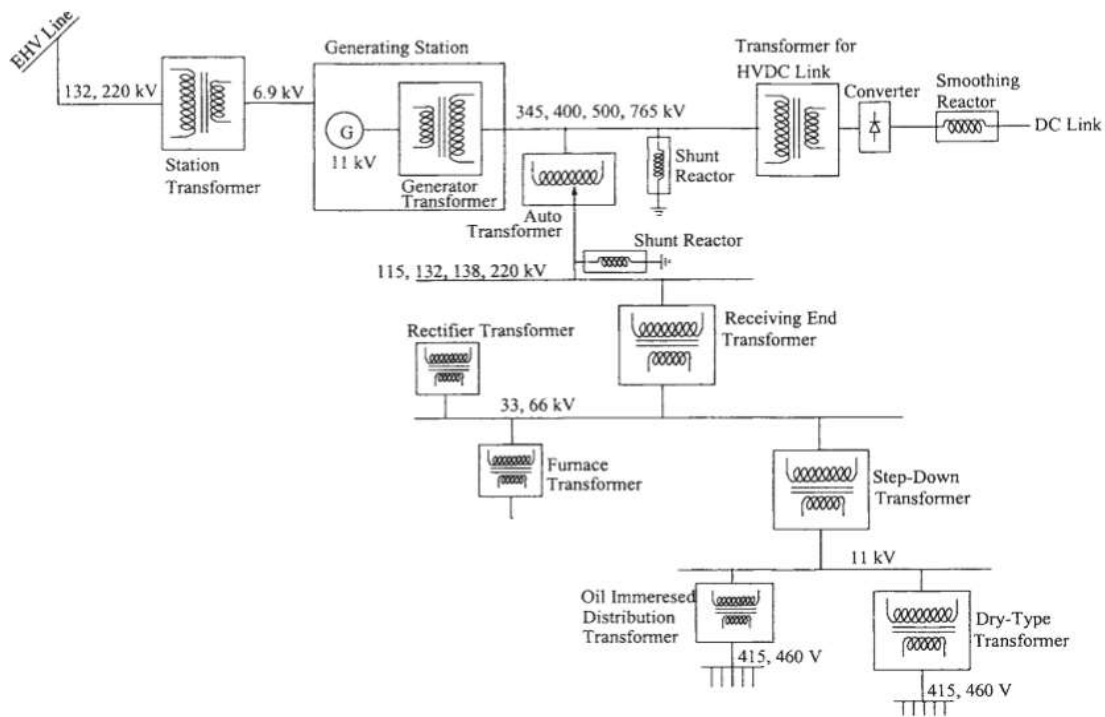 EHV Line
132, 220 kV
Station
Transformer
6.9 kV
Generating Station
G
11 kV
Generator
Transformer
345, 400, 500, 765 kV
Auto
Transformer
Shunt
Reactor
Transformer for
HVDC Link
Converter
Smoothing
Reactor
DC Link
Shunt Reactor
115, 132, 138, 220 kV
Receiving End
Transformer
Rectifier Transformer
33, 66 kV
Furnace
Transformer
Step-Down
Transformer
11 kV
Oil Immeresed
Distribution
Transformer
415, 460 V
Dry-Type
Transformer
415, 460 V